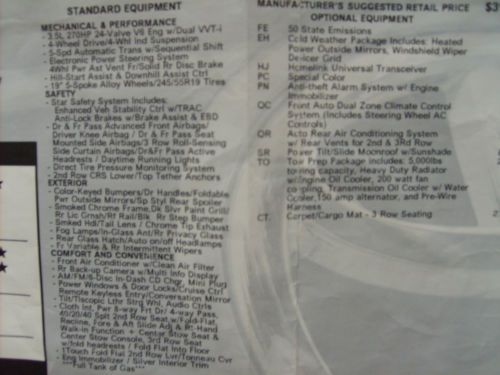 STANDARD EQUIPMENT
MECHANICAL & PERFORMANCE
- 3.5L 270HP 24-Valve V6 Eng w/Dual VVT-i
- 4-Wheel Drive/4-Whl Ind Suspension
- 5-Spd Automatic Trans w/Sequential Shift
- Electronic Power Steering System
- 4Whl Pwr Ast Vent Fr/Solid Rr Disc Brake
- Hill-Start Assist & Downhill Assist Ctrl
- 19" 5-Spoke Alloy Wheels/245/55R19 Tires
SAFETY
- Star Safety System Includes:
Enhanced Veh Stability Ctrl w/TRAC
Anti-Lock Brakes w/Brake Assist & EBD
- Dr & Fr Pass Advanced Front Airbags/
Driver Knee Airbag / Dr & Fr Pass Seat
Mounted Side Airbags/3 Row Roll-Sensing
Side Curtain Airbags/Dr&Fr Pass Active
Headrests / Daytime Running Lights
- Direct Tire Pressure Monitoring System
- 2nd Row CRS Lower/Top Tether Anchors
EXTERIOR
- Color-Keyed Bumpers/Dr Handles/Foldable
Pwr Outside Mirrors/Sp Styl Rear Spoiler
- Smoked Chrome Frame,Dk Slvr Paint Grill/
Rr Lic Grnsh/Rf Rail/Blk Rr Step Bumper
- Smked Hdl/Tail Lens / Chrome Tip Exhaust
- Fog Lamps/In-Glass Ant/Rr Privacy Glass
- Rear Glass Hatch/Auto on/off Headlamps
- Fr Variable & Rr Intermittent Wipers
COMFORT AND CONVENIENCE
- Front Air Conditioner w/Clean Air Filter
- Rr Back-up Camera w/Multi Info Display
- AM/FM/6-Disc In-Dash CD Chgr, Mini Plug
- Power Windows & Door Locks/Cruise Ctrl
Remote Keyless Entry/Conversation Mirror
- Tilt/Tlscopic Lthr Strg Whl, Audio Ctrls
- Cloth Int, Pwr 8-way Frt Dr/ 4-way Pass,
40/20/40 Split 2nd Row Seat,w/Fold-Flat
Recline, Fore & Aft Slide Adj & Rt-Hand
Walk-in Function + Center Stow Seat &
Center Stow Console, 3rd Row Seat
w/fold headrests / Fold Flat Into Floor
- 1Touch Fold Flat 2nd Row Lvr/Tonneau Cvr
- Eng Immobilizer / Silver Interior Trim
***Full Tank of Gas***
MANUFACTURER'S SUGGESTED RETAIL PRICE $3
OPTIONAL EQUIPMENT
FE 50 State Emissions
EH Cold Weather Package Includes: Heated
Power Outside Mirrors, Windshield Wiper
De-icer Grid
HJ Homelink Universal Transceiver
PC Special Color
PN Anti-theft Alarm System w/ Engine
Immobilizer
QC Front Auto Dual Zone Climate Control
System (Includes Steering Wheel AC
Controls)
QR Auto Rear Air Conditioning System
w/ Rear Vents for 2nd & 3rd Row
SR Power Tilt/Slide Moonroof w/Sunshade
TO Tow Prep Package Includes: 5,000lbs
towing capacity, Heavy Duty Radiator
w/Engine Oil Cooler, 200 watt fan
coupling, Transmission Oil Cooler w/ Water
Cooler,150 amp alternator, and Pre-Wire
Harness
CT Carpet/Cargo Mat - 3 Row Seating 2